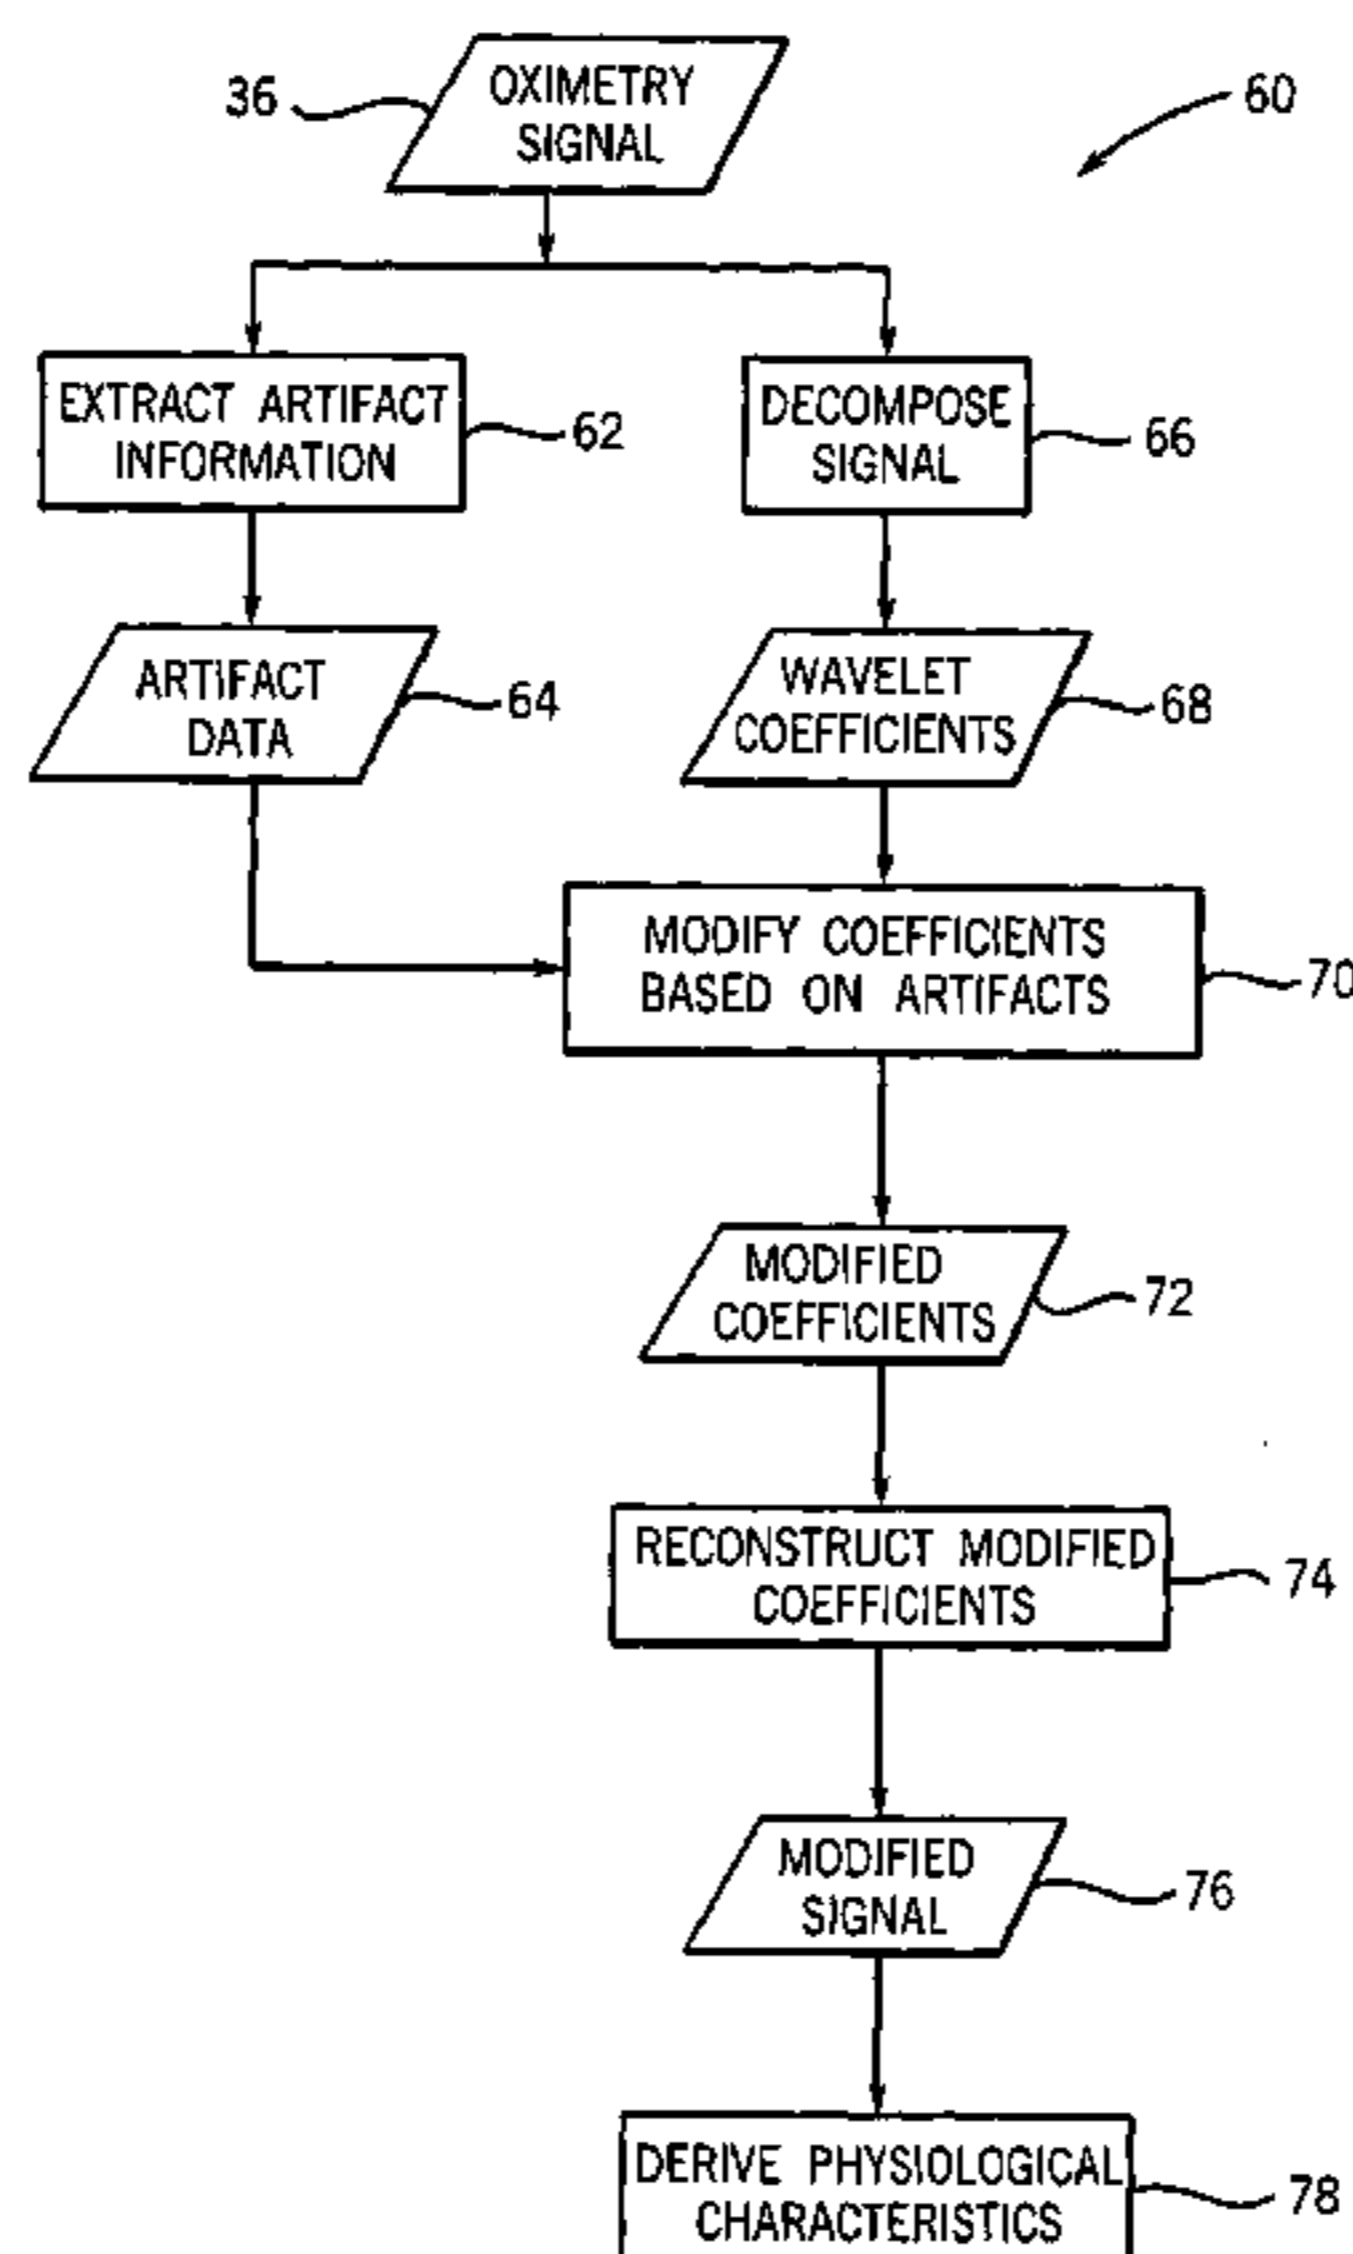 36
OXIMETRY
SIGNAL
60
EXTRACT ARTIFACT
INFORMATION
62
DECOMPOSE
SIGNAL
66
ARTIFACT
DATA
64
WAVELET
COEFFICIENTS
68
MODIFY COEFFICIENTS
BASED ON ARTIFACTS
70
MODIFIED
COEFFICIENTS
72
RECONSTRUCT MODIFIED
COEFFICIENTS
74
MODIFIED
SIGNAL
76
DERIVE PHYSIOLOGICAL
CHARACTERISTICS
78